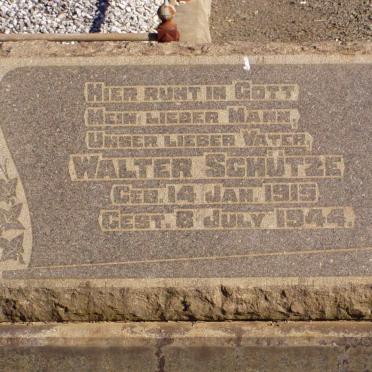 Hier ruht in Gott
Mein lieber Mann,
Unser lieber Vater,
Walter Schütze
Geb. 14 Jan. 1915
Gest. 8 July 1944.